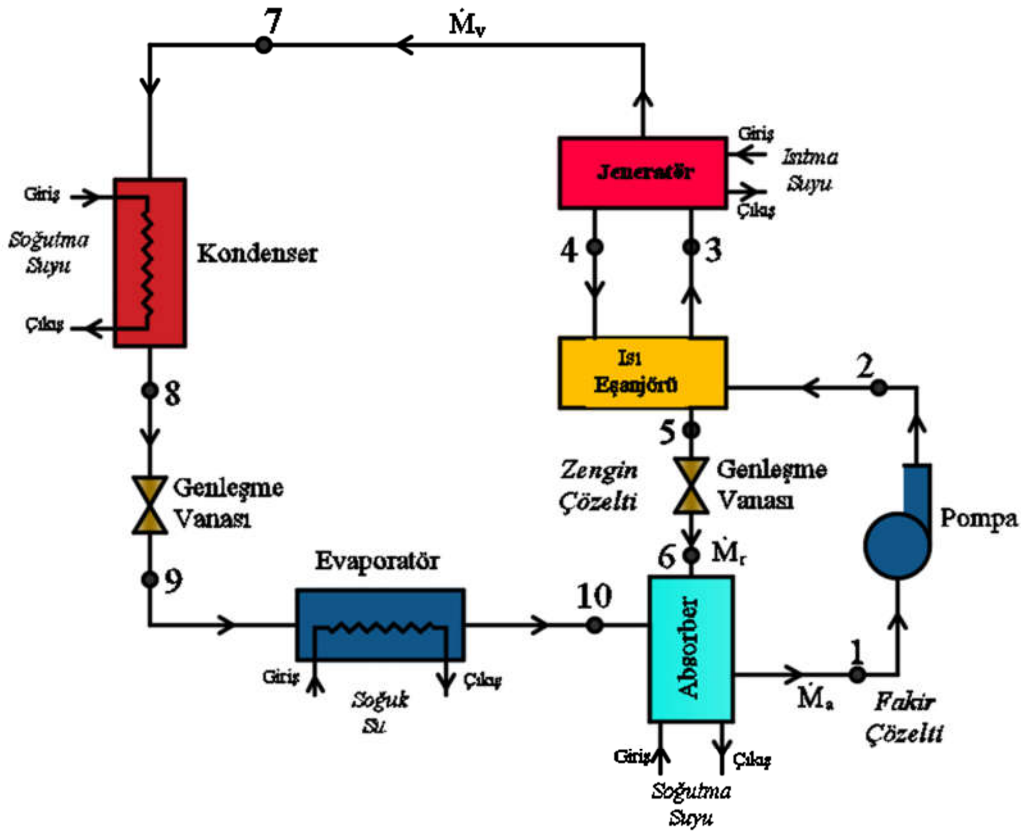 7
Ṁv
Giriş
Jeneratör
Isıtma
Suyu
Çıkış
Giriş
Soğutma
Suyu
Kondenser
4
3
Çıkış
Isı
Eşanjörü
2
8
5
Zengin
Çözelti
Genleşme
Vanası
Genleşme
Vanası
Pompa
9
Evaporatör
6
Ṁr
10
Absorber
1
Giriş
Çıkış
Soğuk
Su
Ṁa
Fakir
Çözelti
Giriş
Çıkış
Soğutma
Suyu